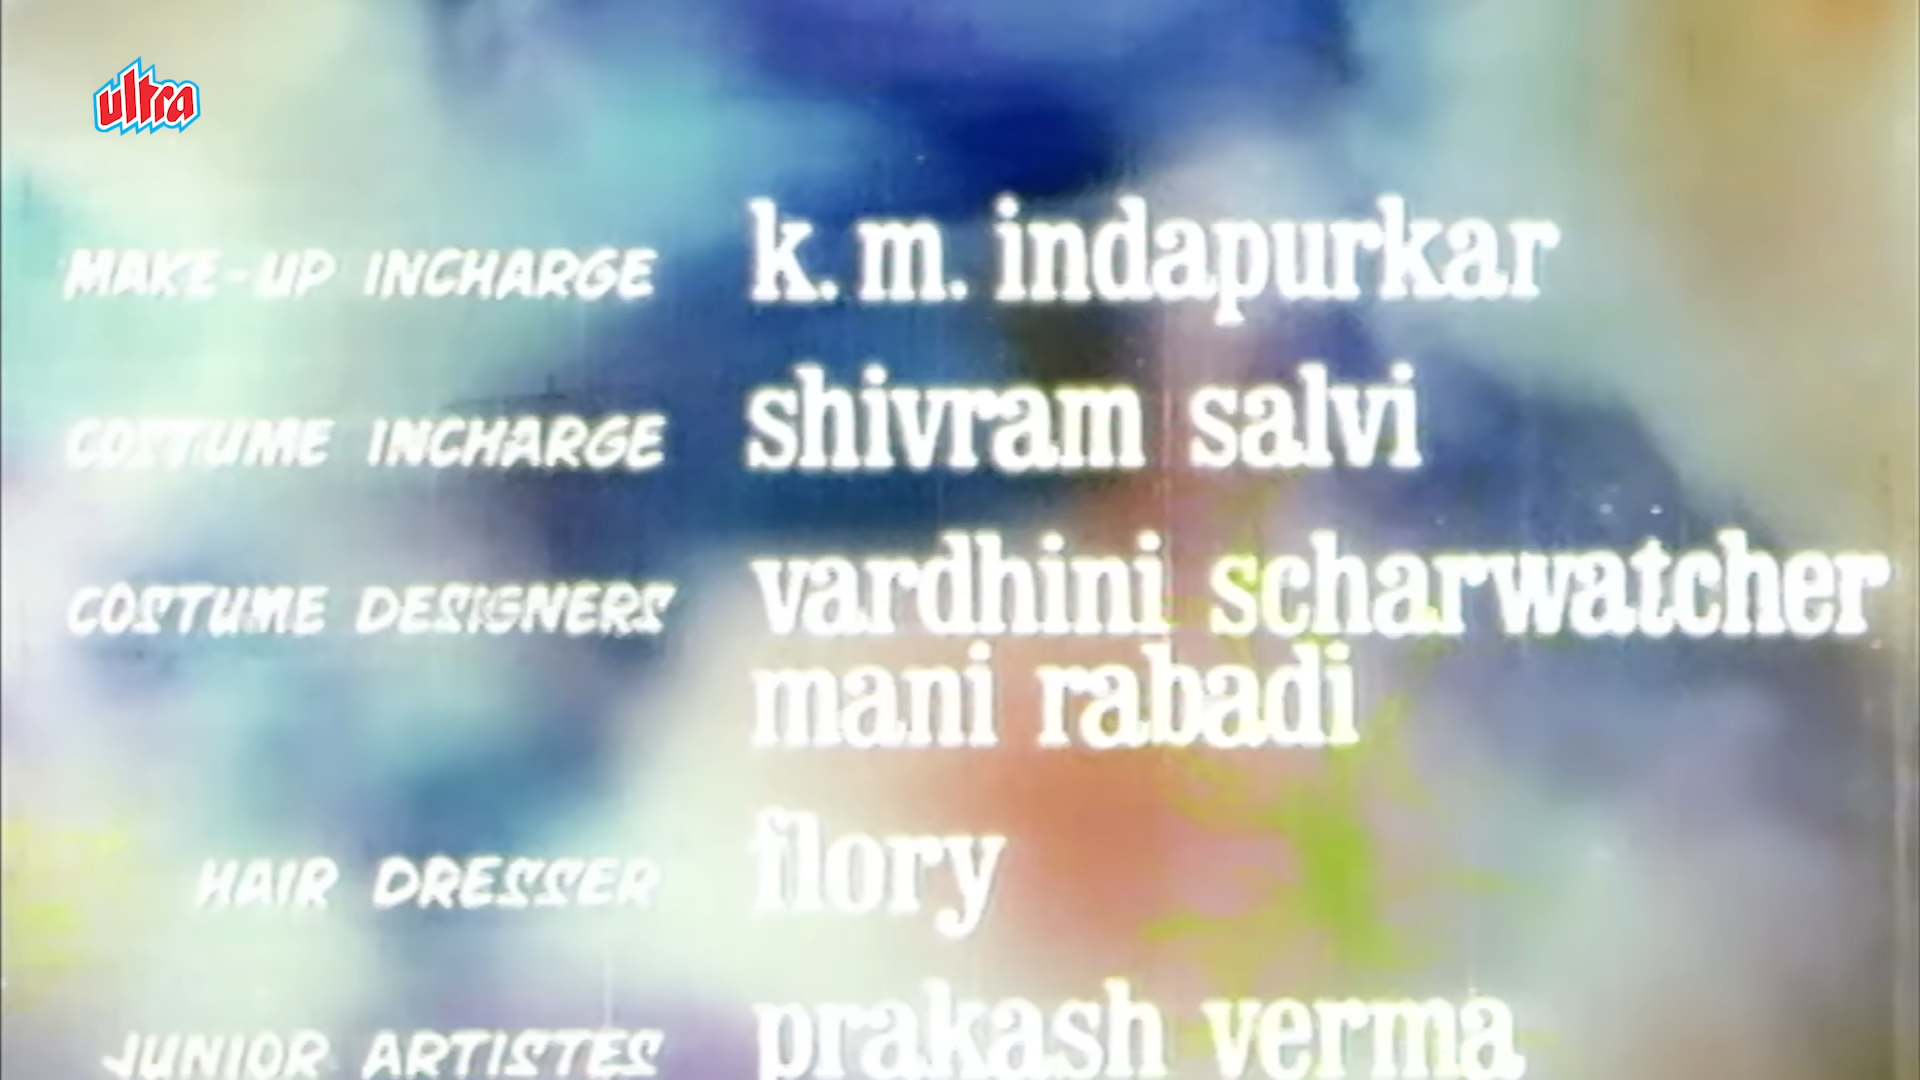 ultra
MAKE-UP INCHARGE k. m. indapurkar
COSTUME INCHARGE shivram salvi
COSTUME DESIGNERS vardhini scharwatcher
mani rabadi
HAIR DRESSER flory
JUNIOR ARTISTES prakash verma